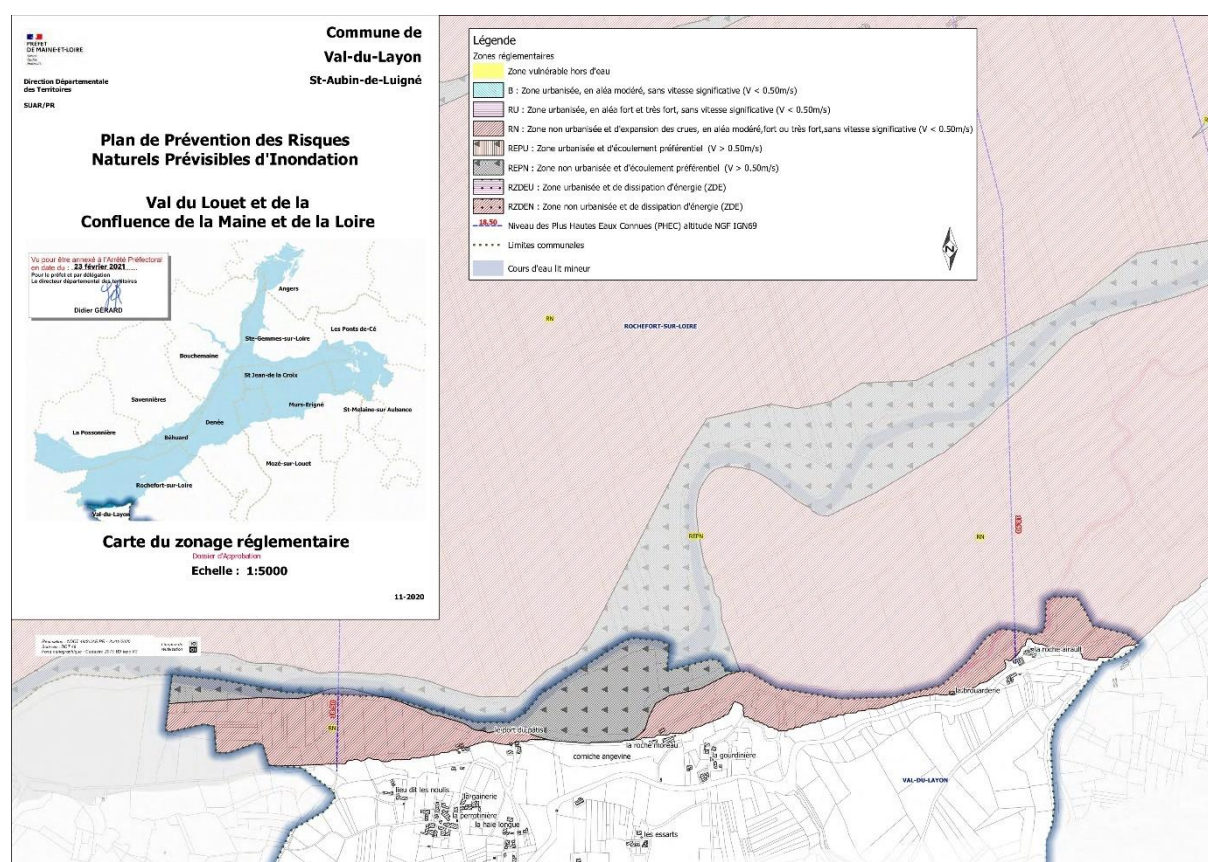 PRÉFET
DE MAINE-ET-LOIRE
Direction Départementale
des Territoires
SUAR/PR
Commune de
Val-du-Layon
St-Aubin-de-Luigné
Plan de Prévention des Risques
Naturels Prévisibles d'Inondation
Val du Louet et de la
Confluence de la Maine et de la Loire
Vu pour être annexé à l'Arrêté Préfectoral
en date du : 23 février 2021
Pour le préfet et par délégation
Le directeur départemental des territoires
Didier GÉRARD
Angers
Les Ponts de-Cé
Ste-Gemmes-sur-Loire
Bouchemaine
St Jean-de la Croix
Savennières
Murs-Erigné
St-Melaine-sur Aubance
La Possonnière
Denée
Béhuard
Mozé-sur-Louet
Rochefort-sur-Loire
Val-du-Layon
Carte du zonage réglementaire
Dossier d'Approbation
Echelle : 1:5000
11-2020
Légende
Zones réglementaires
Zone vulnérable hors d'eau
B : Zone urbanisée, en aléa modéré, sans vitesse significative (V < 0.50m/s)
RU : Zone urbanisée, en aléa fort et très fort, sans vitesse significative (V < 0.50m/s)
RN : Zone non urbanisée et d'expansion des crues, en aléa modéré,fort ou très fort,sans vitesse significative (V < 0.50m/s)
REPU : Zone urbanisée et d'écoulement préférentiel (V > 0.50m/s)
REPN : Zone non urbanisée et d'écoulement préférentiel (V > 0.50m/s)
RZDEU : Zone urbanisée et de dissipation d'énergie (ZDE)
RZDEN : Zone non urbanisée et de dissipation d'énergie (ZDE)
18.50 Niveau des Plus Hautes Eaux Connues (PHEC) altitude NGF IGN69
Limites communales
Cours d'eau lit mineur
N
RN
ROCHEFORT-SUR-LOIRE
REPN
RN
la roche airault
la brouarderie
RN
le port du pâtis
la roche moreau
corniche angevine
la gourdinière
VAL-DU-LAYON
lieu dit les noulis
perrotinière
la haie longue
les essarts